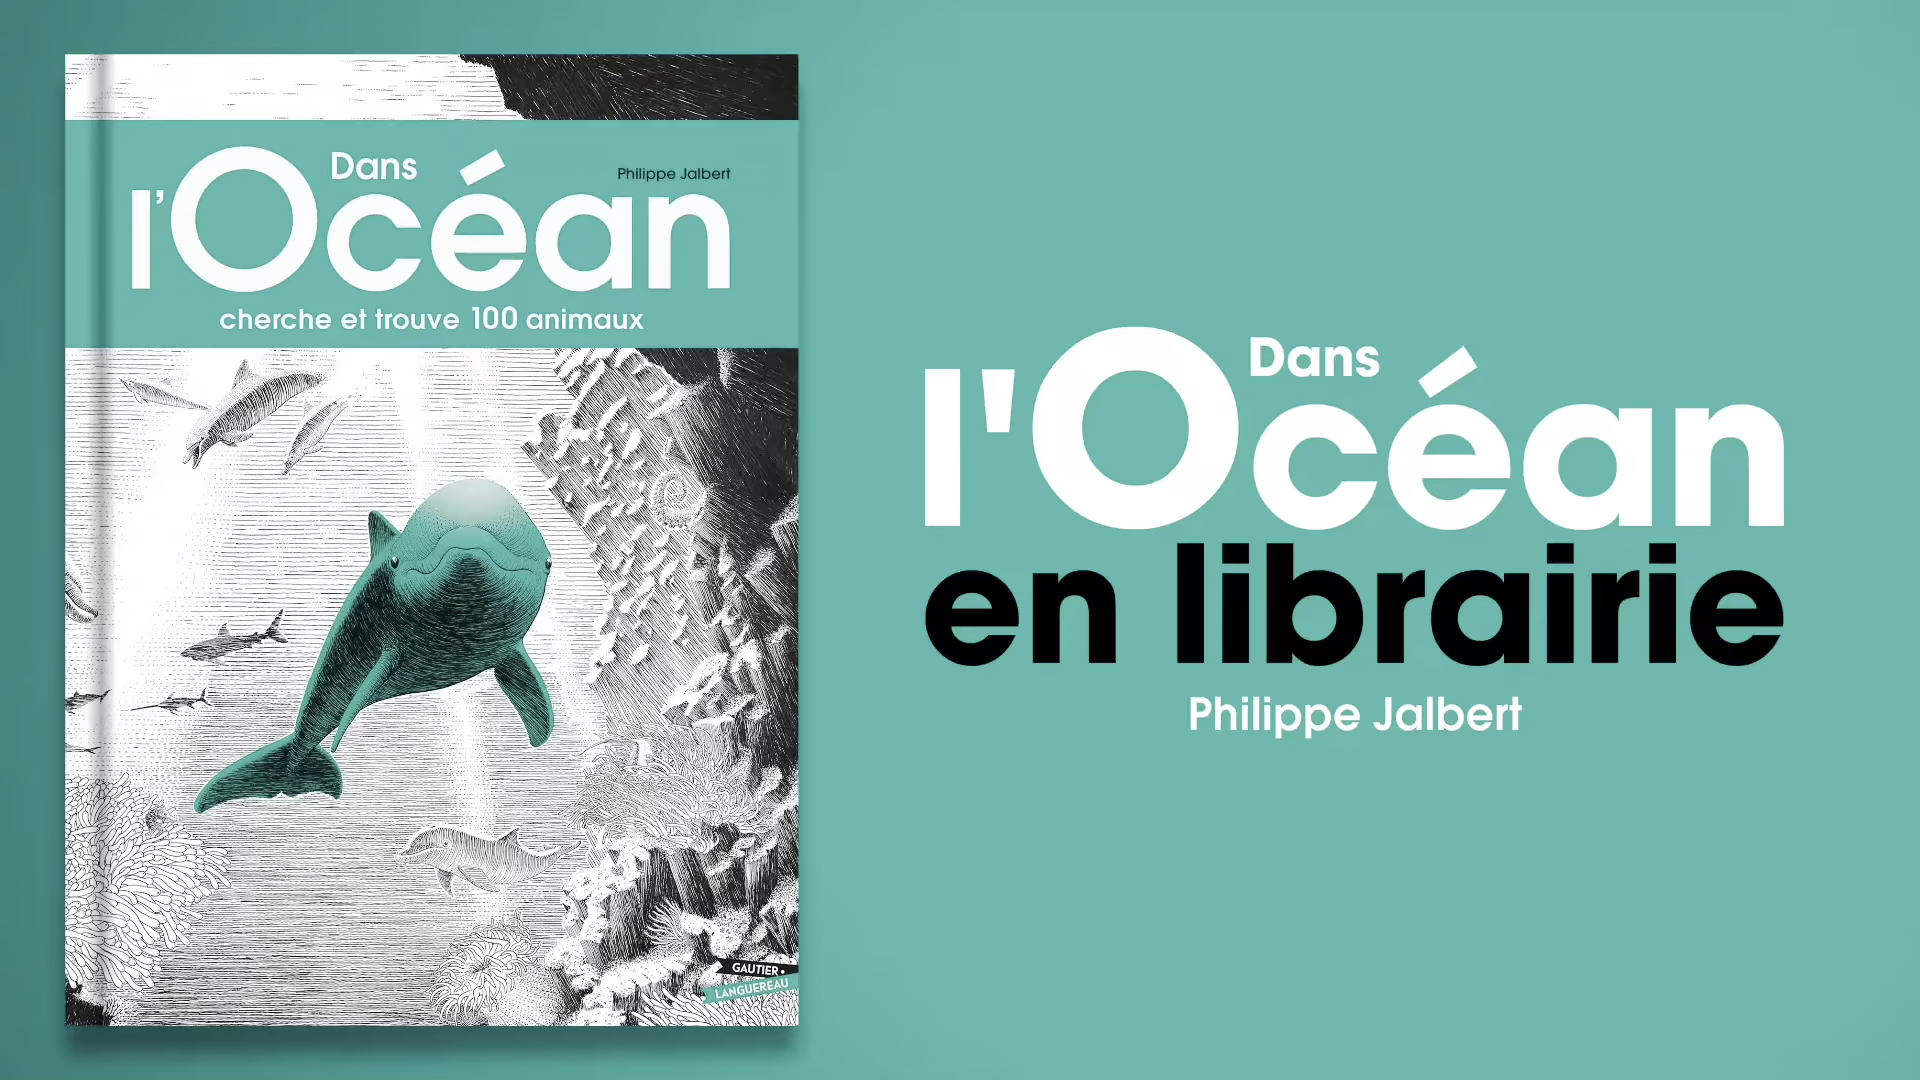 Dans
Philippe Jalbert
l’Océan
cherche et trouve 100 animaux
GAUTIER •
LANGUEREAU
Dans
l'Océan
en librairie
Philippe Jalbert